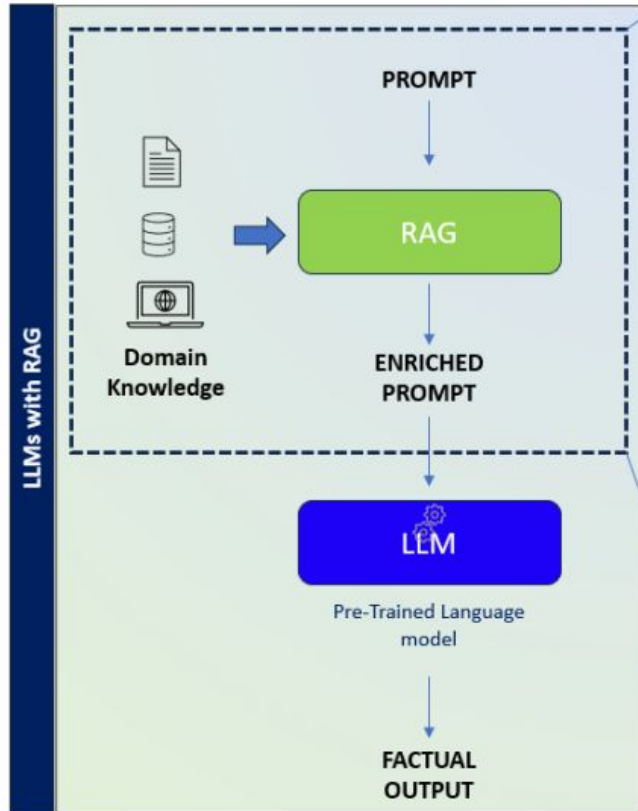 LLMs with RAG
PROMPT
RAG
Domain
Knowledge
ENRICHED
PROMPT
LLM
Pre-Trained Language
model
FACTUAL
OUTPUT